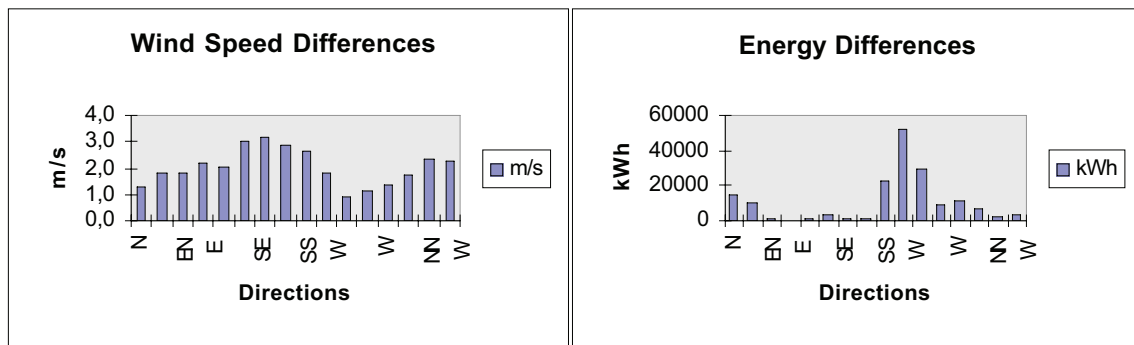 Wind Speed Differences
4,0
3,0
2,0
1,0
0,0
m/s
m/s
N
EN
E
SE
SS
W
W
NN
W
Directions
Energy Differences
60000
40000
20000
0
kWh
kWh
N
EN
E
SE
SS
W
W
NN
W
Directions